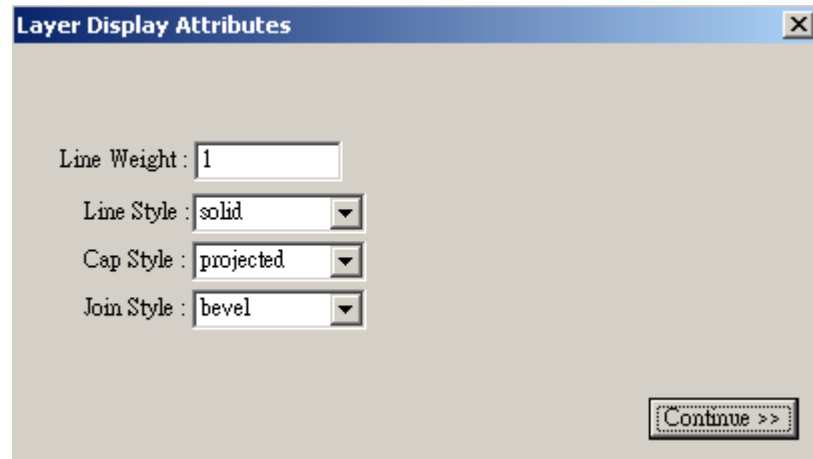 Layer Display Attributes
Line Weight : 1
Line Style : solid
Cap Style : projected
Join Style : bevel
Continue >>